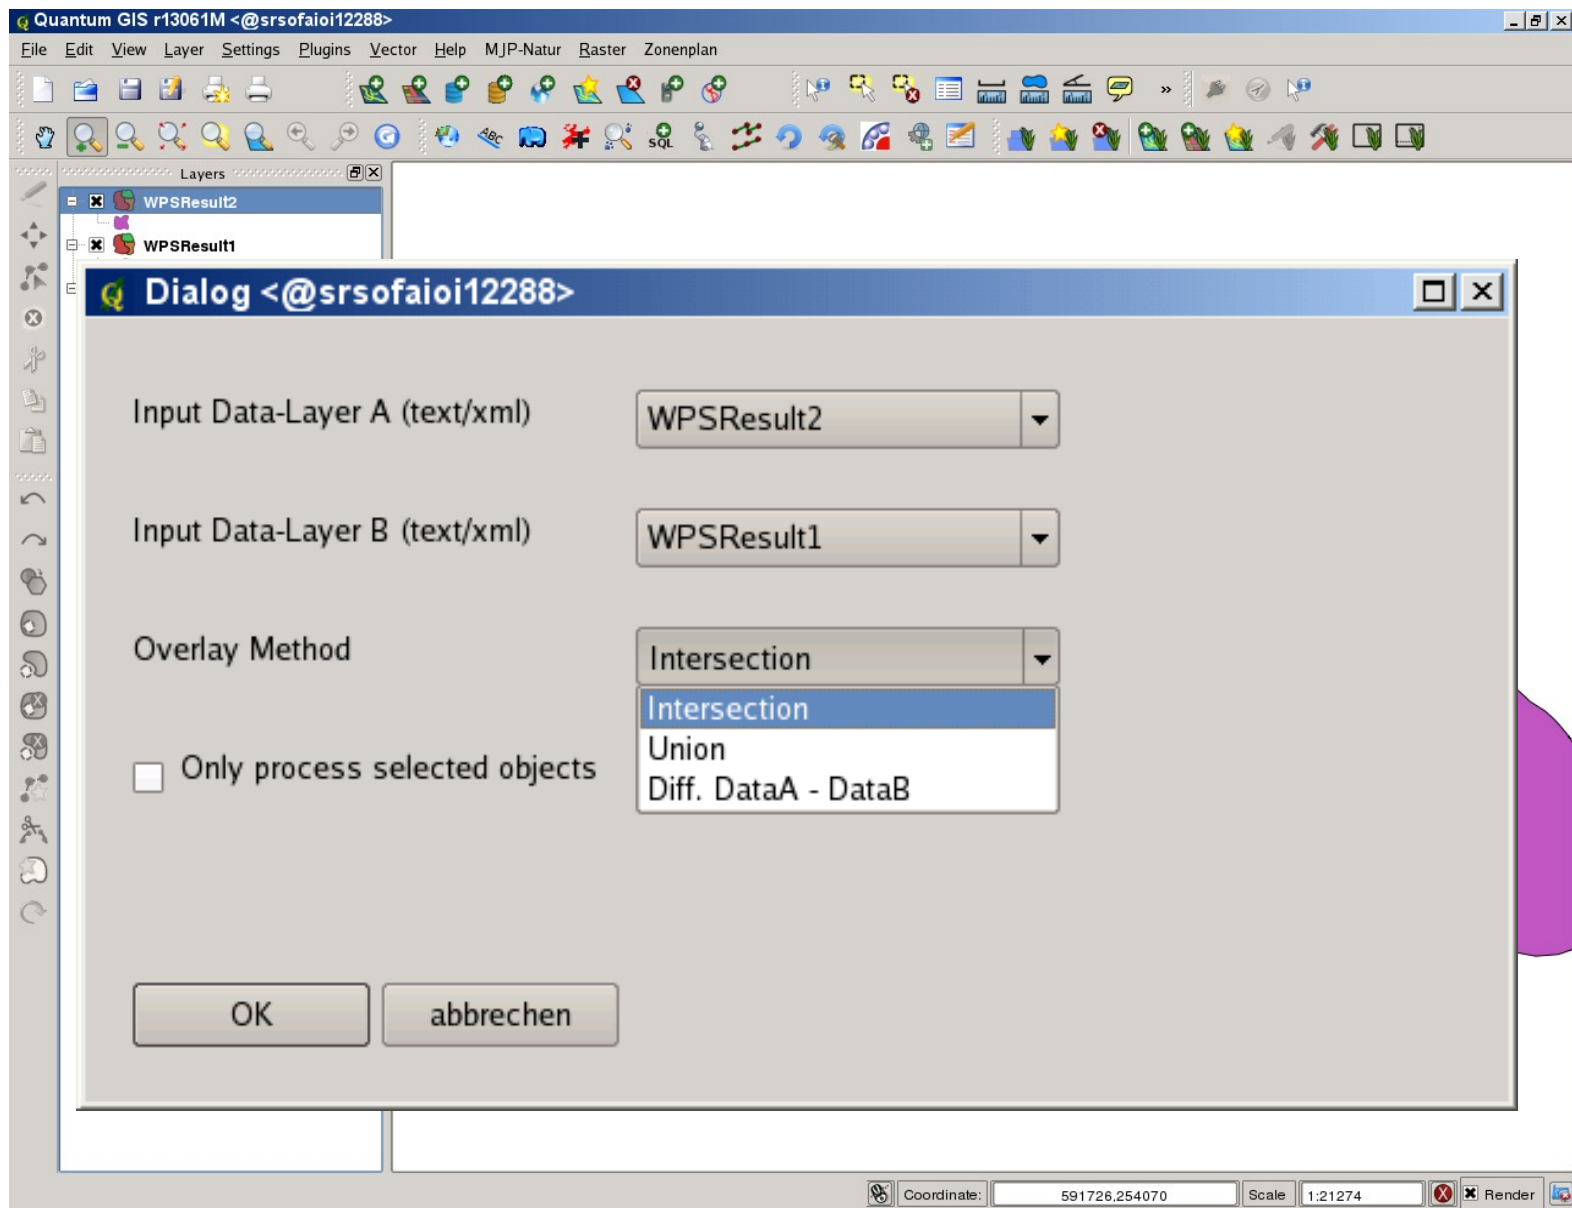 Quantum GIS r13061M <@srsofaioi12288>
File Edit View Layer Settings Plugins Vector Help MJP-Natur Raster Zonenplan
ABC
SQL
Layers
WPSResult2
WPSResult1
Dialog <@srsofaioi12288>
Input Data-Layer A (text/xml) WPSResult2
Input Data-Layer B (text/xml) WPSResult1
Overlay Method Intersection
Intersection
Union
Only process selected objects
Diff. DataA - DataB
OK abbrechen
Coordinate: 591726,254070 Scale 1:21274 Render